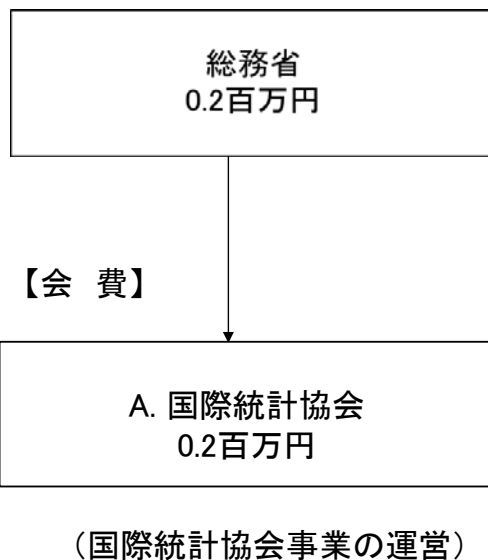 総務省
0.2百万円
【会　費】
A. 国際統計協会
0.2百万円
（国際統計協会事業の運営）